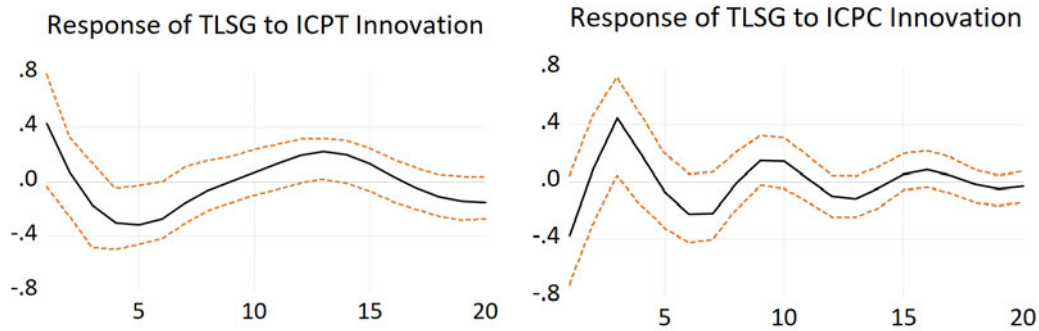 Response of TLSG to ICPT Innovation
.8
.4
.0
-.4
-.8
5 10 15 20
Response of TLSG to ICPC Innovation
.8
.4
.0
-.4
-.8
5 10 15 20